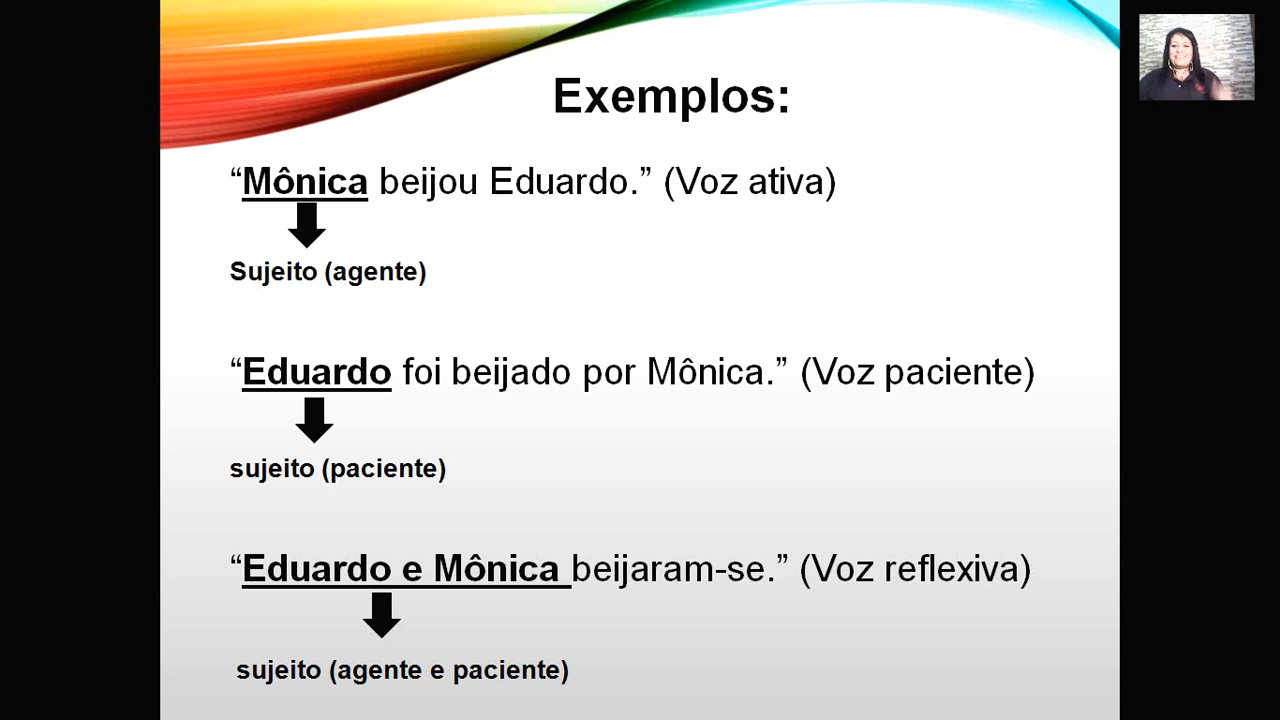 Exemplos:
“Mônica beijou Eduardo.” (Voz ativa)
Sujeito (agente)
“Eduardo foi beijado por Mônica.” (Voz paciente)
sujeito (paciente)
“Eduardo e Mônica beijaram-se.” (Voz reflexiva)
sujeito (agente e paciente)